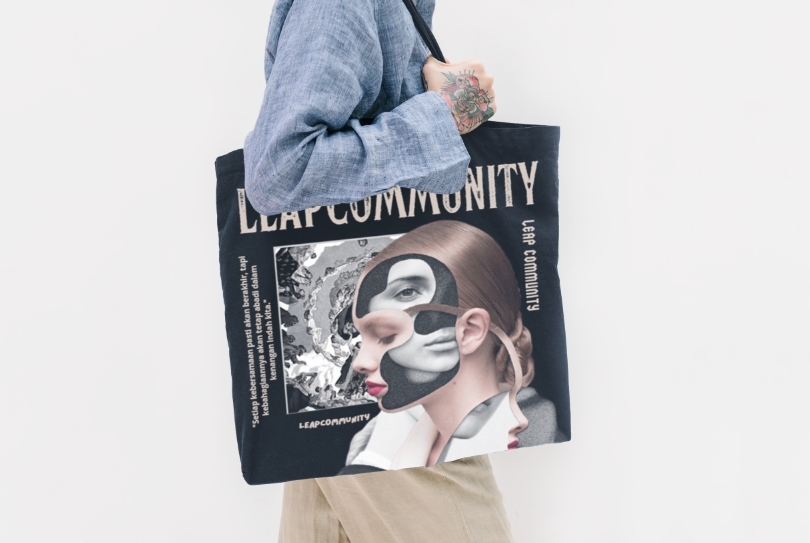 LEAPCOMMUNITY
LEAP COMMUNITY
"Setiap kebersamaan pasti akan berakhir, tapi
kebahagiaannya akan tetap abadi dalam
kenangan indah kita."
LEAPCOMMUNITY